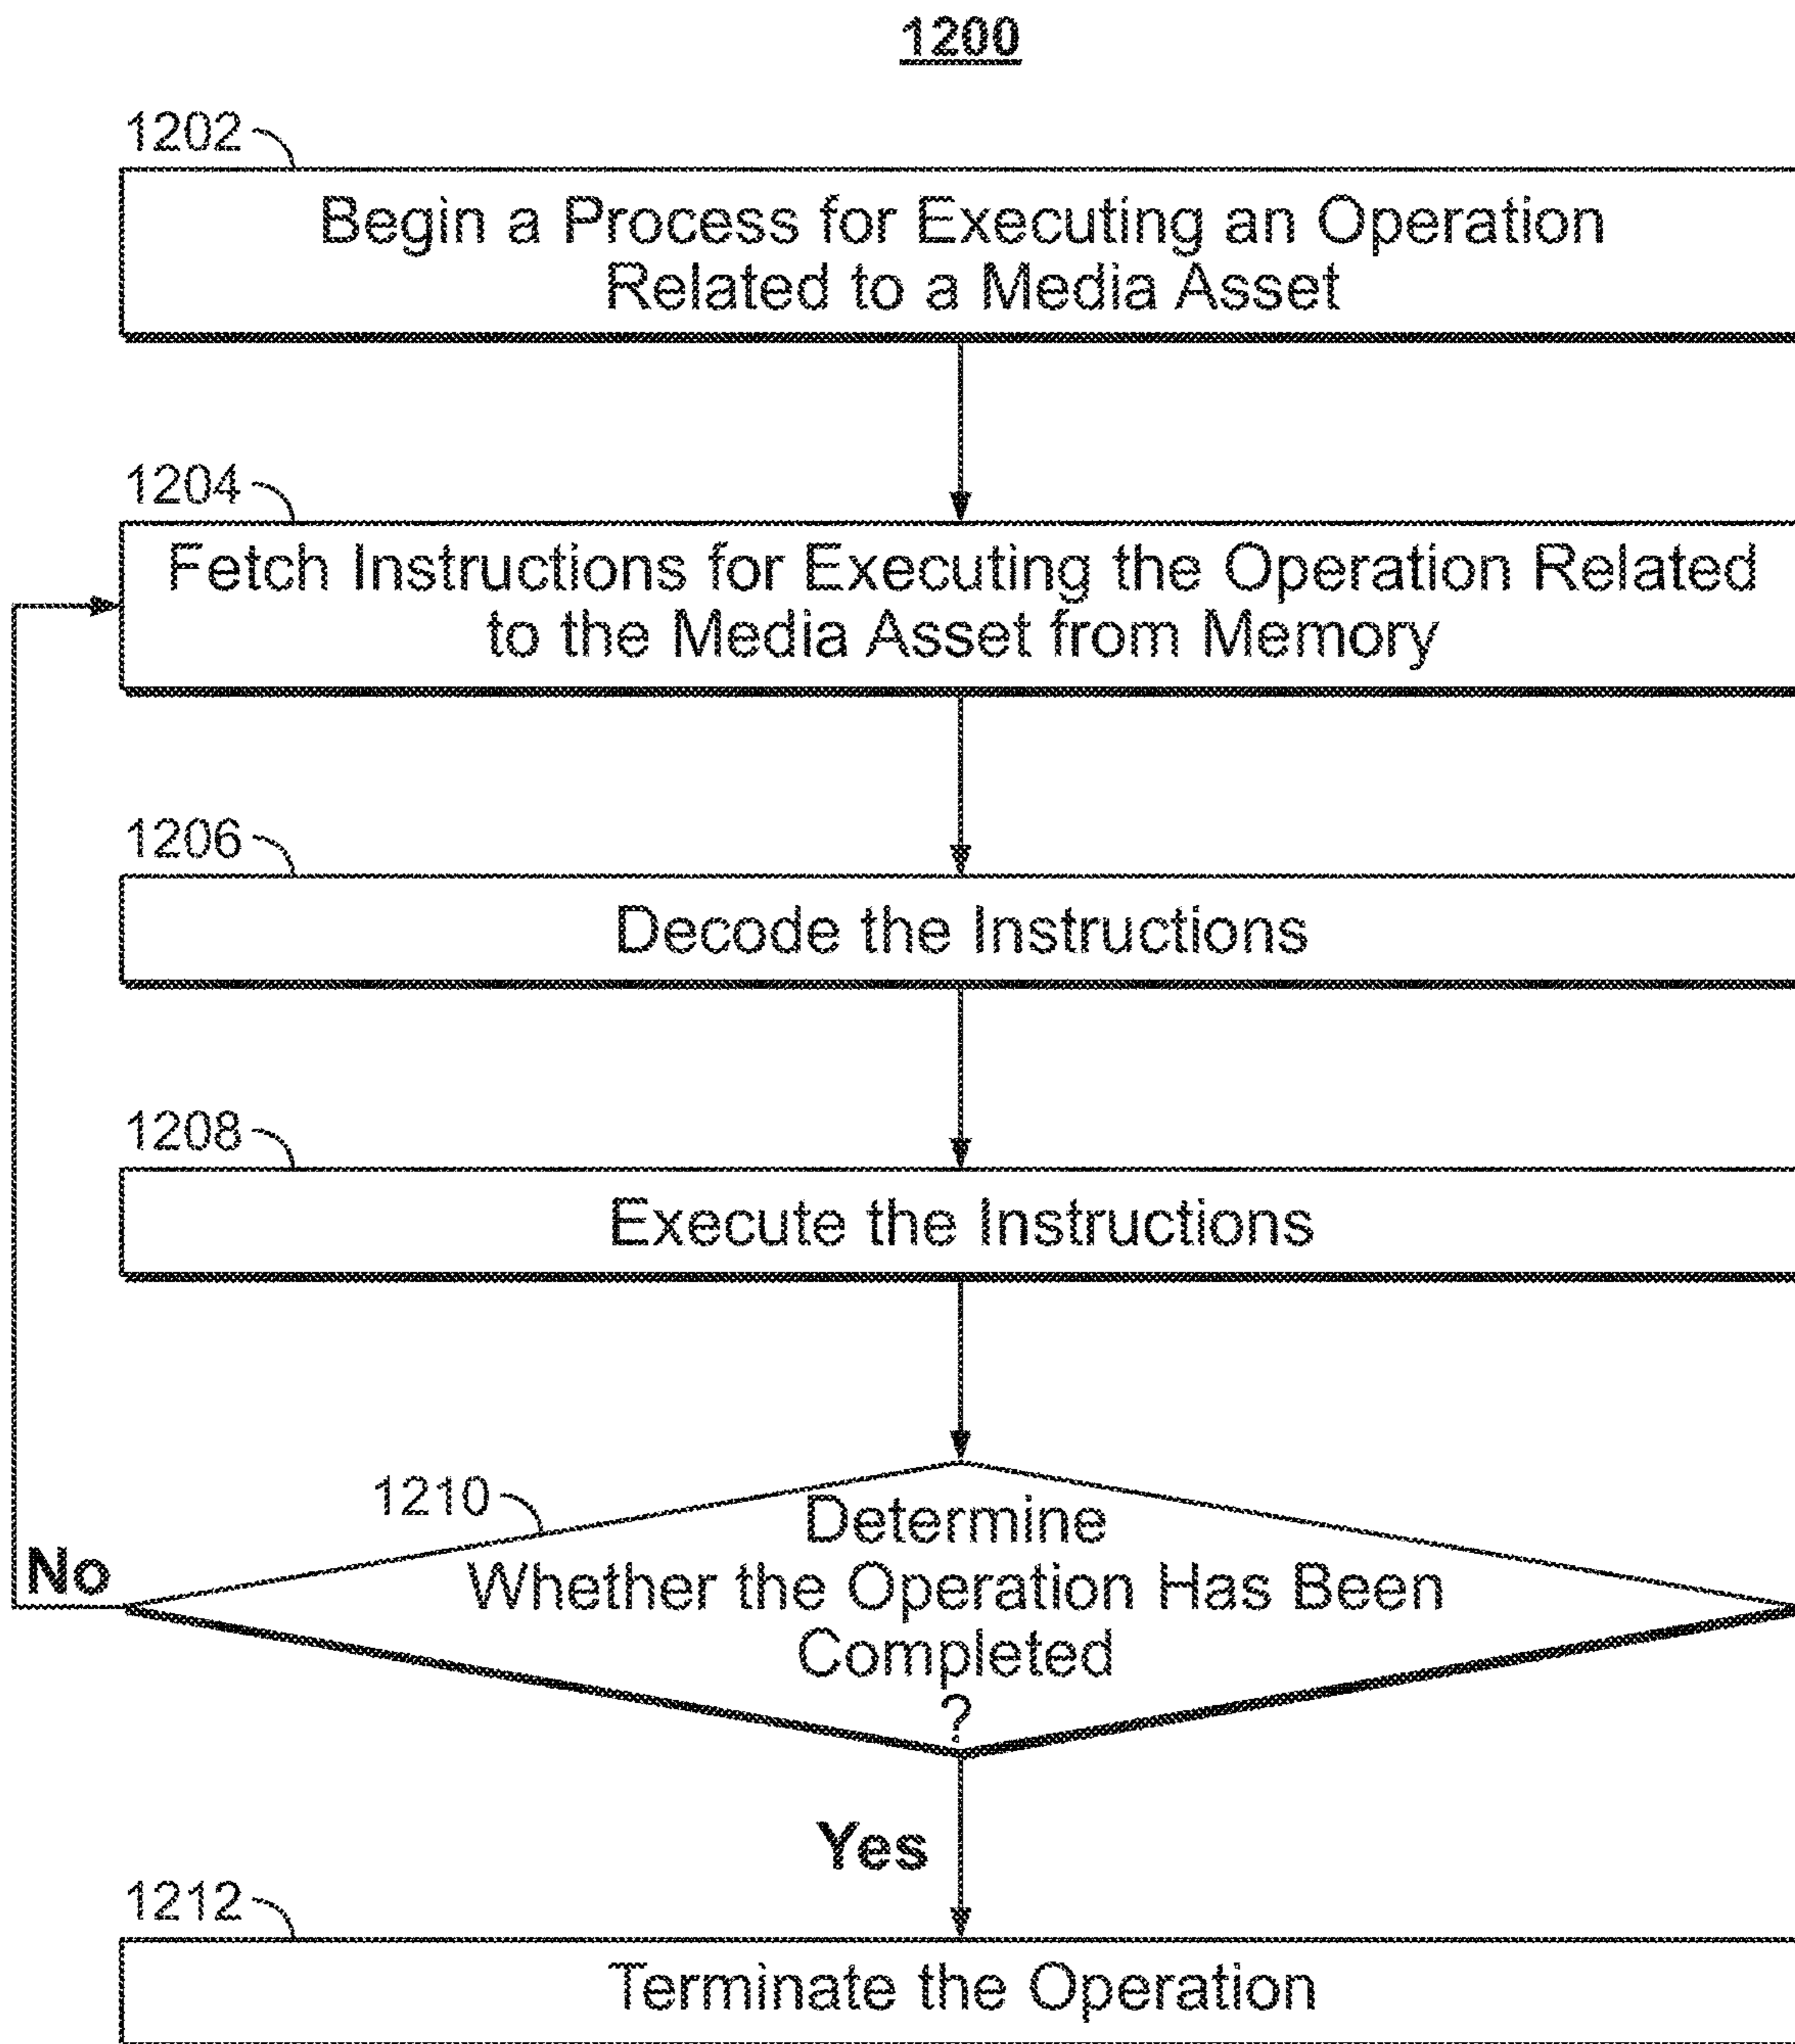 1200
1202
Begin a Process for Executing an Operation
Related to a Media Asset
1204
Fetch Instructions for Executing the Operation Related
to the Media Asset from Memory
1206
Decode the Instructions
1208
Execute the Instructions
1210
Determine
Whether the Operation Has Been
Completed
?
No
Yes
1212
Terminate the Operation